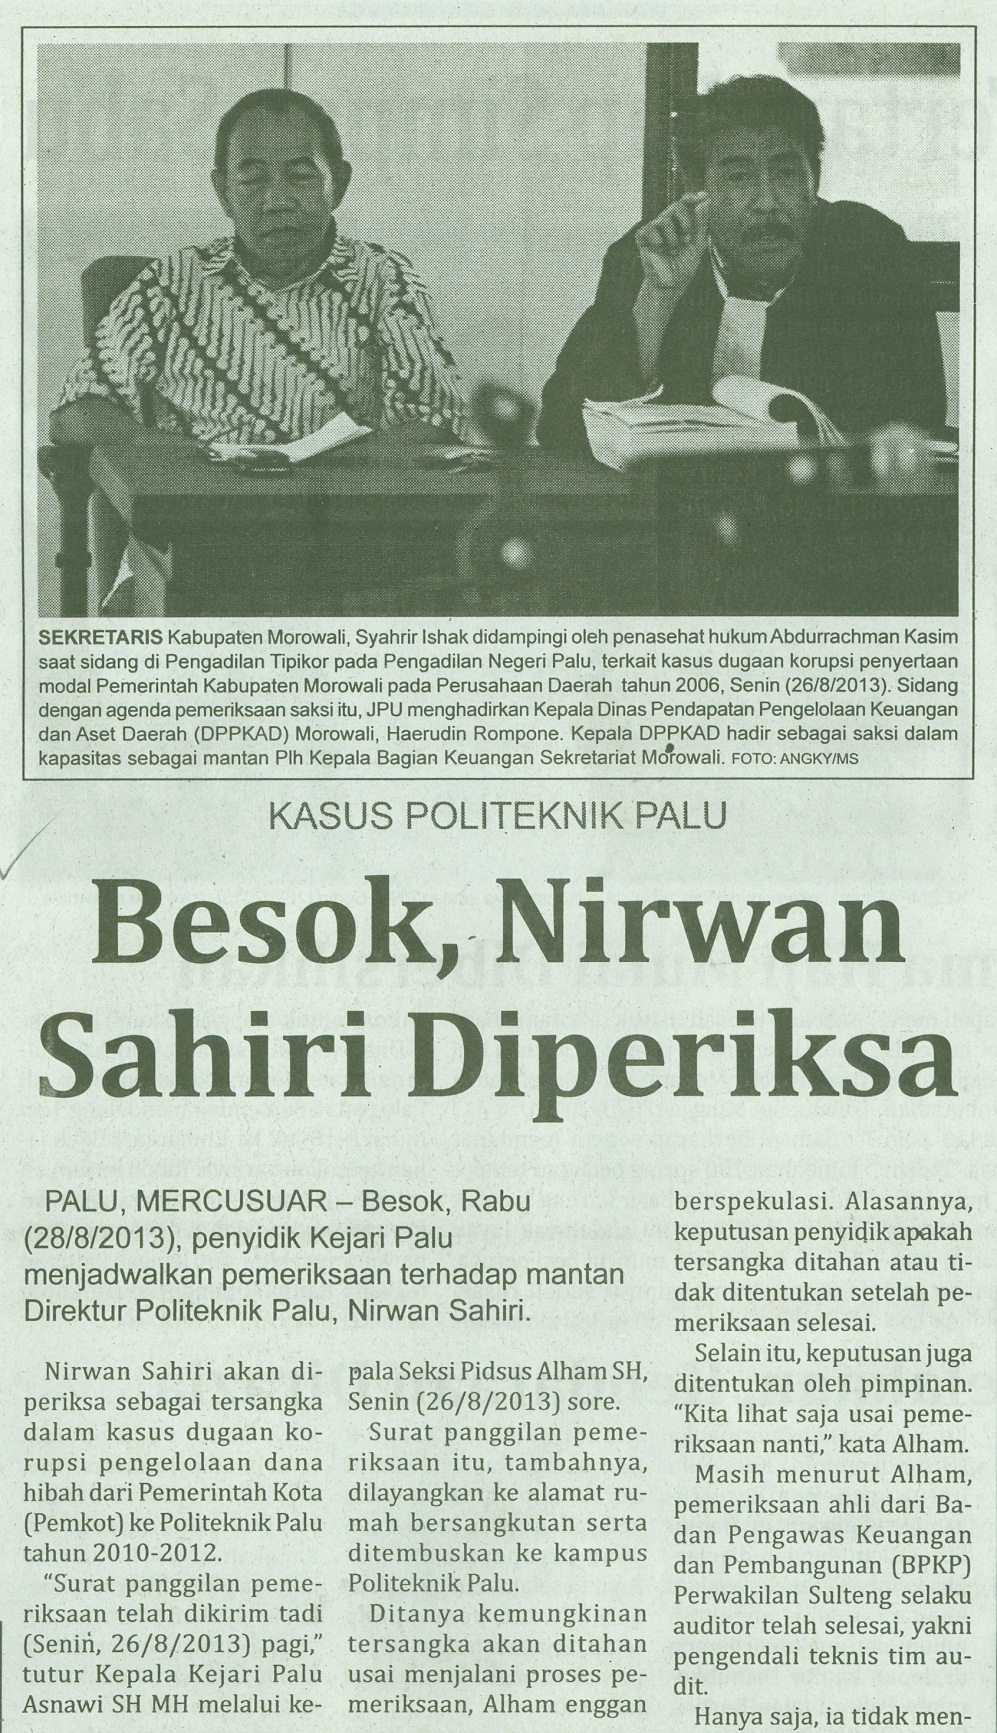 SEKRETARIS Kabupaten Morowali, Syahrir Ishak didampingi oleh penasehat hukum Abdurrachman Kasim
saat sidang di Pengadilan Tipikor pada Pengadilan Negeri Palu, terkait kasus dugaan korupsi penyertaan
modal Pemerintah Kabupaten Morowali pada Perusahaan Daerah tahun 2006, Senin (26/8/2013). Sidang
dengan agenda pemeriksaan saksi itu, JPU menghadirkan Kepala Dinas Pendapatan Pengelolaan Keuangan
dan Aset Daerah (DPPKAD) Morowali, Haerudin Rompone. Kepala DPPKAD hadir sebagai saksi dalam
kapasitas sebagai mantan Plh Kepala Bagian Keuangan Sekretariat Morowali. FOTO: ANGKY/MS
KASUS POLITEKNIK PALU
Besok, Nirwan
Sahiri Diperiksa
PALU, MERCUSUAR – Besok, Rabu
(28/8/2013), penyidik Kejari Palu
menjadwalkan pemeriksaan terhadap mantan
Direktur Politeknik Palu, Nirwan Sahiri.
Nirwan Sahiri akan di-
periksa sebagai tersangka
dalam kasus dugaan ko-
rupsi pengelolaan dana
hibah dari Pemerintah Kota
(Pemkot) ke Politeknik Palu
tahun 2010-2012.
“Surat panggilan peme-
riksaan telah dikirim tadi
(Senin, 26/8/2013) pagi,”
tutur Kepala Kejari Palu
Asnawi SH MH melalui ke-
pala Seksi Pidsus Alham SH,
Senin (26/8/2013) sore.
Surat panggilan peme-
riksaan itu, tambahnya,
dilayangkan ke alamat ru-
mah bersangkutan serta
ditembuskan ke kampus
Politeknik Palu.
Ditanya kemungkinan
tersangka akan ditahan
usai menjalani proses pe-
meriksaan, Alham enggan
berspekulasi. Alasannya,
keputusan penyidik apakah
tersangka ditahan atau ti-
dak ditentukan setelah pe-
meriksaan selesai.
Selain itu, keputusan juga
ditentukan oleh pimpinan.
“Kita lihat saja usai peme-
riksaan nanti,” kata Alham.
Masih menurut Alham,
pemeriksaan ahli dari Ba-
dan Pengawas Keuangan
dan Pembangunan (BPKP)
Perwakilan Sulteng selaku
auditor telah selesai, yakni
pengendali teknis tim au-
dit.
Hanya saja, ia tidak men-